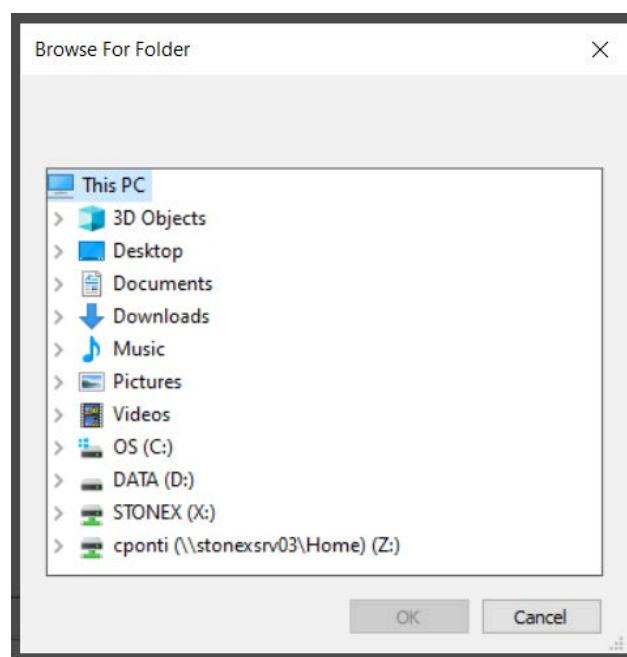 Browse For Folder
This PC
3D Objects
Desktop
Documents
Downloads
Music
Pictures
Videos
OS (C:)
DATA (D:)
STONEX (X:)
cponti (\\stonexsrv03\Home) (Z:)
OK
Cancel